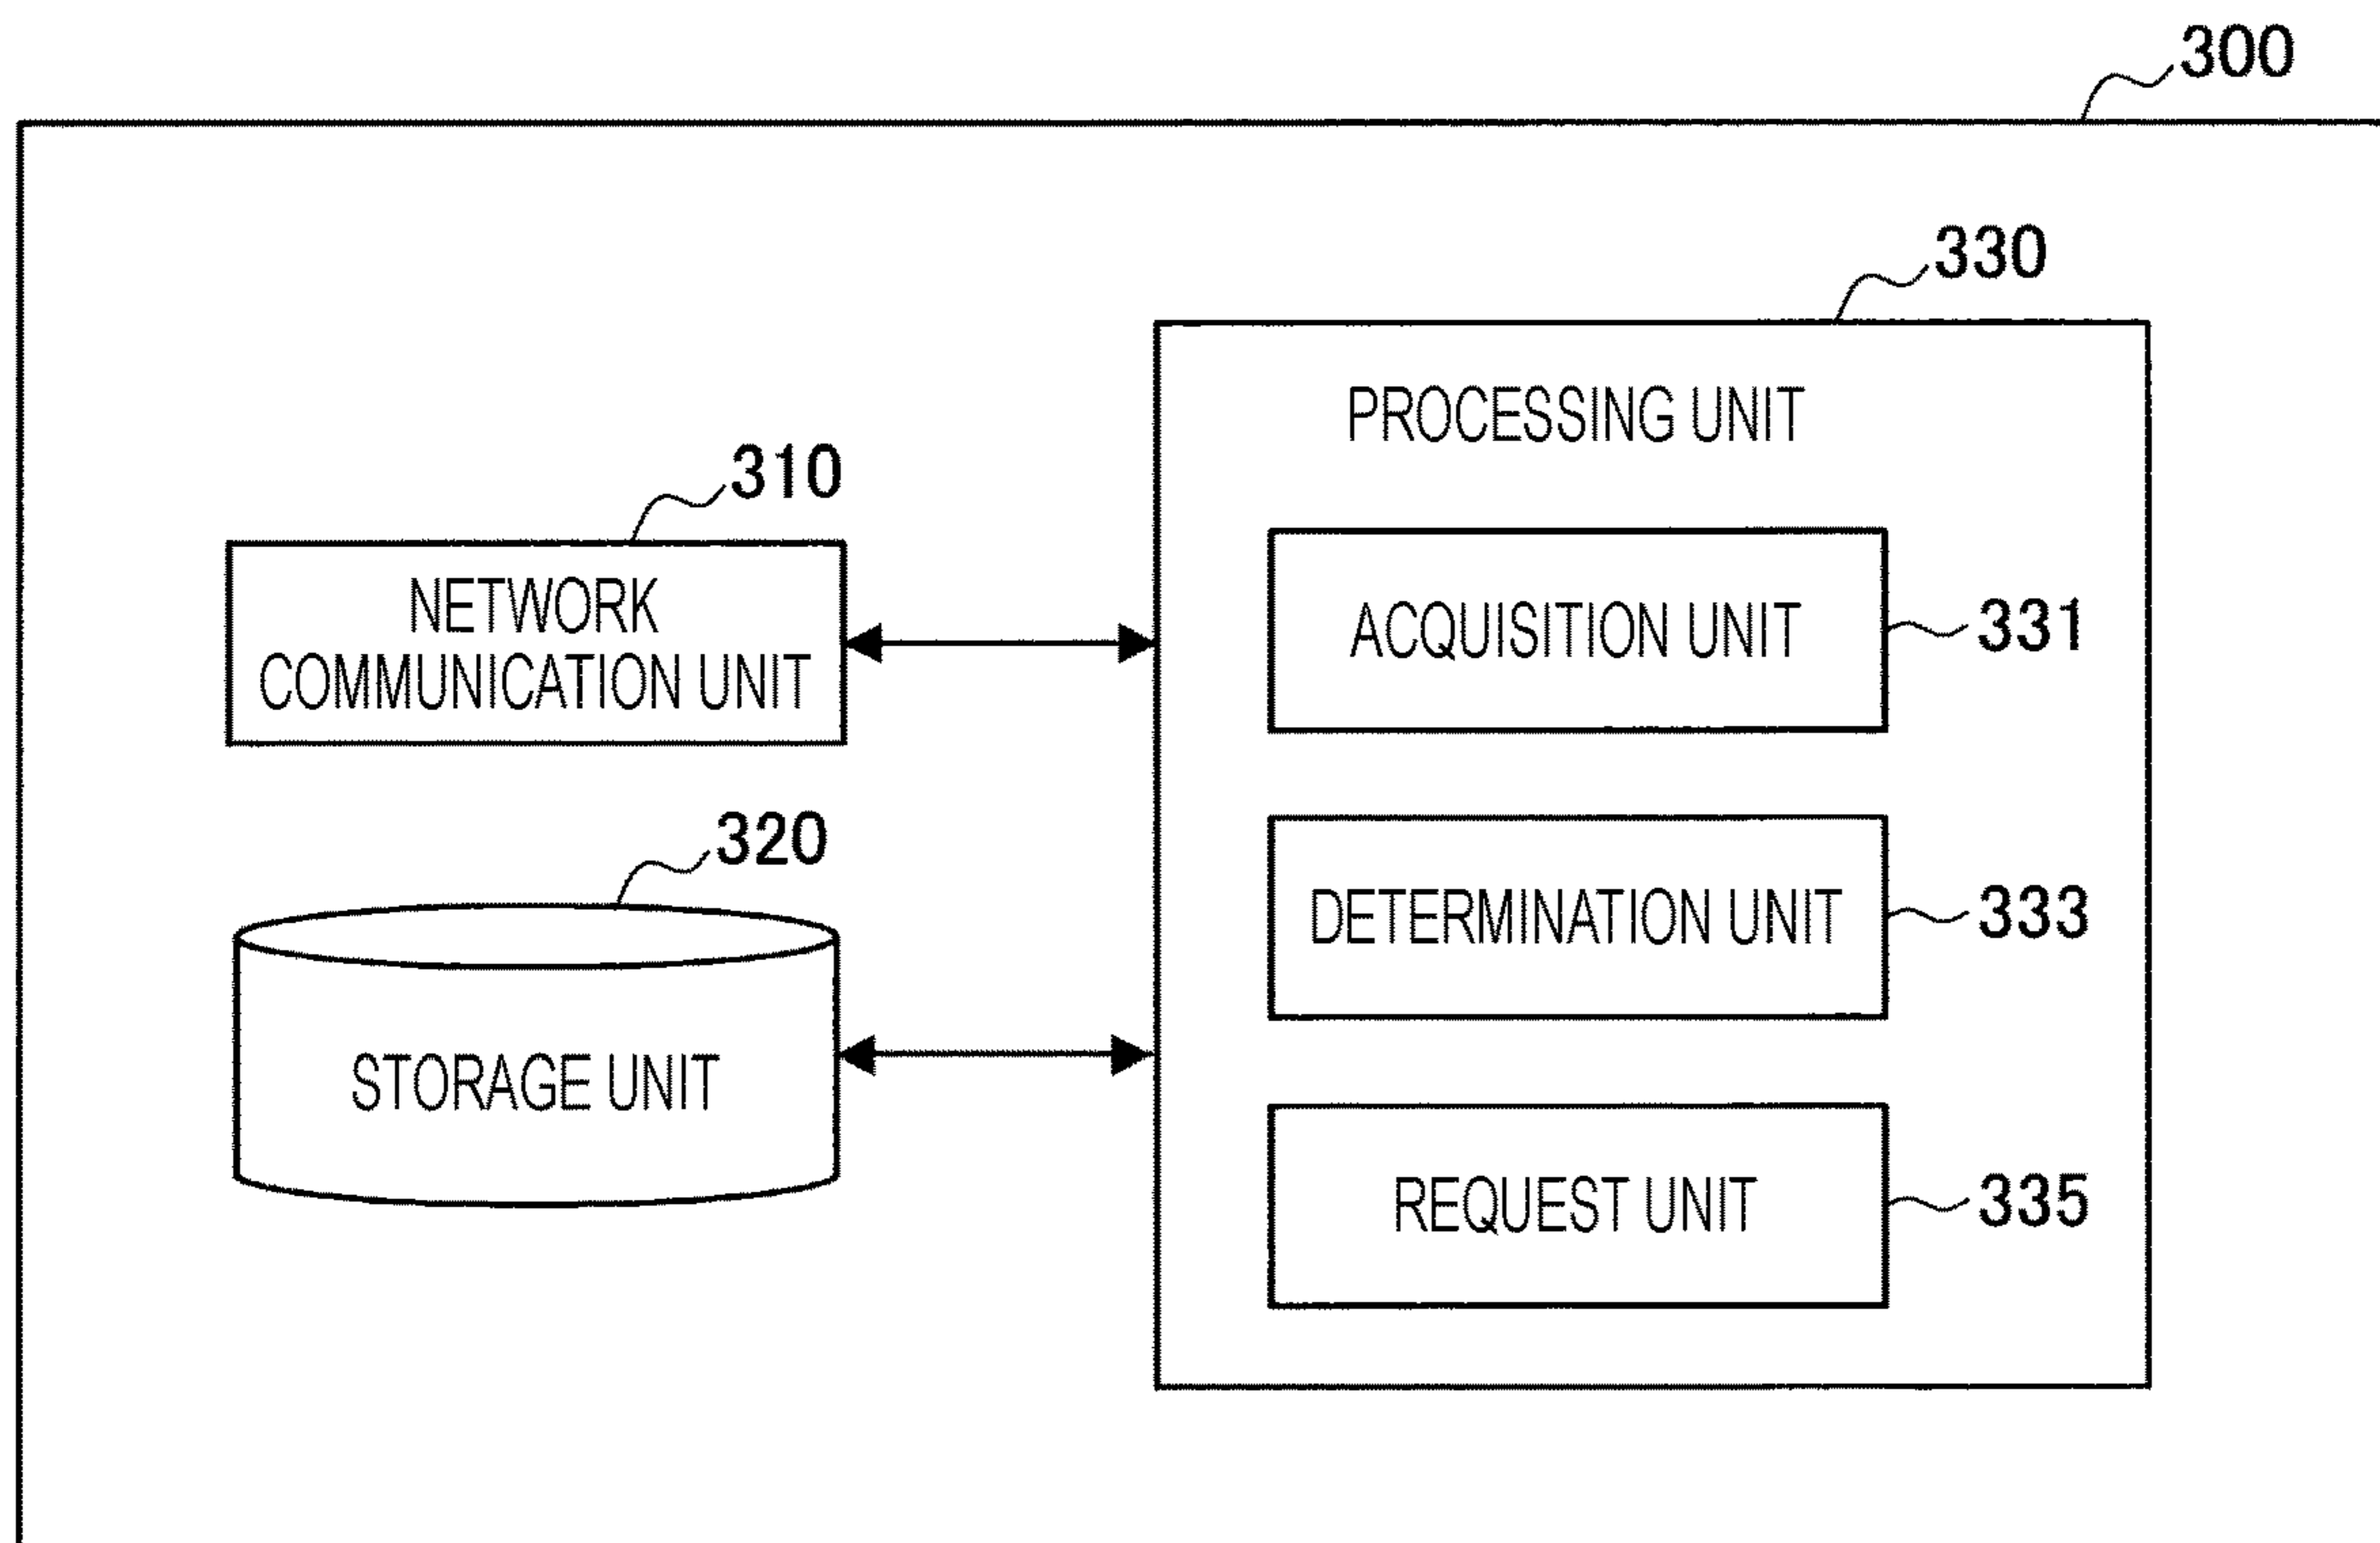 300
330
PROCESSING UNIT
310
NETWORK
COMMUNICATION UNIT
ACQUISITION UNIT
331
320
DETERMINATION UNIT
333
STORAGE UNIT
REQUEST UNIT
335